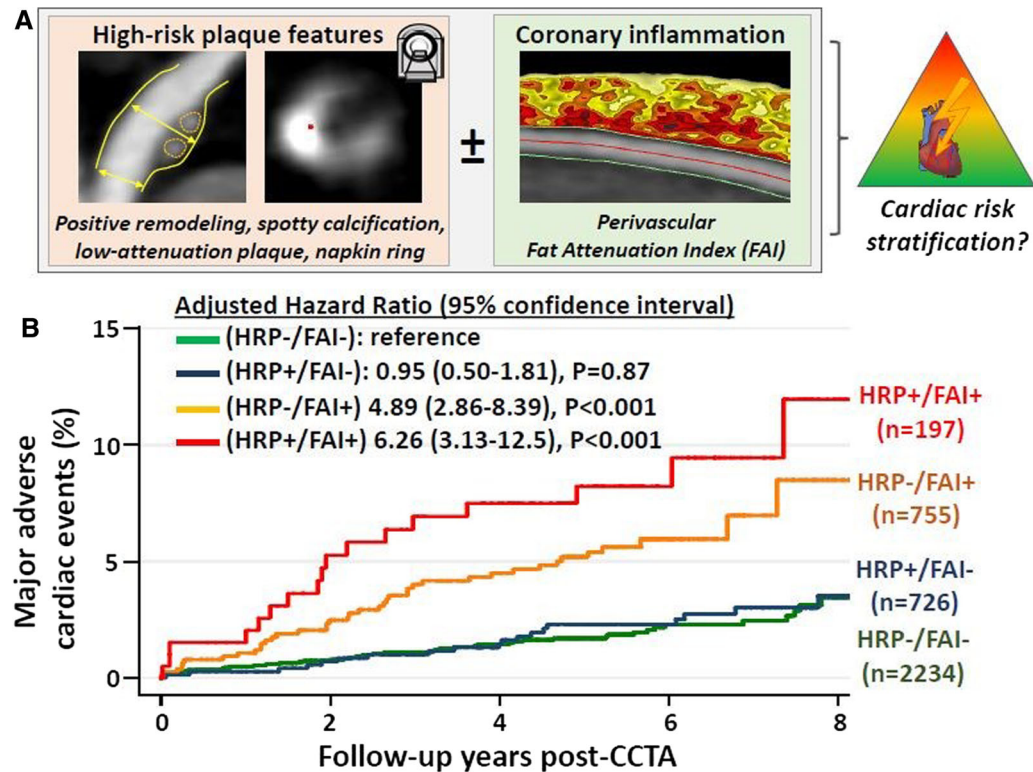 A
High-risk plaque features
Positive remodeling, spotty calcification,
low-attenuation plaque, napkin ring
±
Coronary inflammation
Perivascular
Fat Attenuation Index (FAI)
Cardiac risk
stratification?
B
Adjusted Hazard Ratio (95% confidence interval)
(HRP-/FAI-): reference
(HRP+/FAI-): 0.95 (0.50-1.81), P=0.87
(HRP-/FAI+) 4.89 (2.86-8.39), P<0.001
(HRP+/FAI+) 6.26 (3.13-12.5), P<0.001
Major adverse
cardiac events (%)
15
10
5
0
HRP+/FAI+
(n=197)
HRP-/FAI+
(n=755)
HRP+/FAI-
(n=726)
HRP-/FAI-
(n=2234)
0 2 4 6 8
Follow-up years post-CCTA